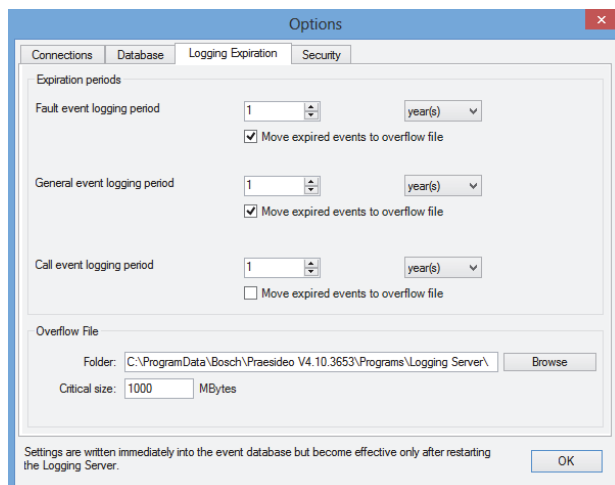 Options
Connections Database Logging Expiration Security
Expiration periods
Fault event logging period 1 year(s)
Move expired events to overflow file
General event logging period 1 year(s)
Move expired events to overflow file
Call event logging period 1 year(s)
Move expired events to overflow file
Overflow File
Folder: C:\ProgramData\Bosch\Praesideo V4.10.3653\Programs\Logging Server\ Browse
Critical size: 1000 MBytes
Settings are written immediately into the event database but become effective only after restarting
the Logging Server.
OK